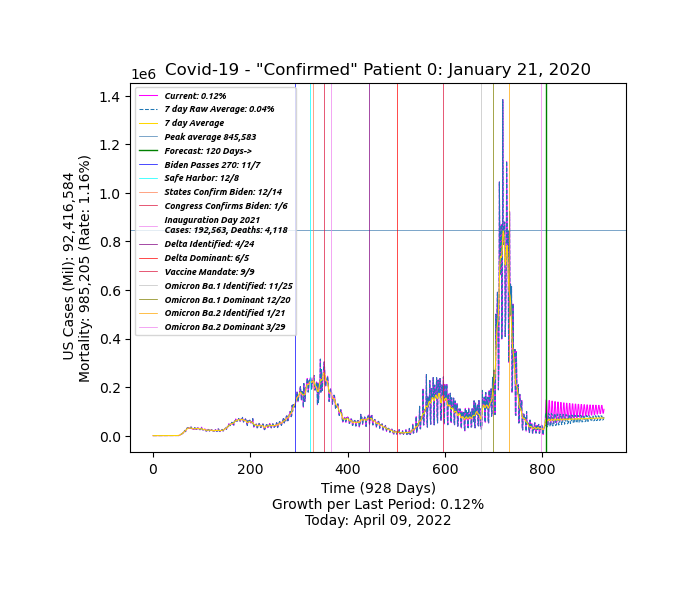 Covid-19 - "Confirmed" Patient 0: January 21, 2020
1e6
Current: 0.12%
7 day Raw Average: 0.04%
7 day Average
Peak average 845,583
Forecast: 120 Days->
Biden Passes 270: 11/7
Safe Harbor: 12/8
States Confirm Biden: 12/14
Congress Confirms Biden: 1/6
Inauguration Day 2021
Cases: 192,563, Deaths: 4,118
Delta Identified: 4/24
Delta Dominant: 6/5
Vaccine Mandate: 9/9
Omicron Ba.1 Identified: 11/25
Omicron Ba.1 Dominant 12/20
Omicron Ba.2 Identified 1/21
Omicron Ba.2 Dominant 3/29
1.4
1.2
1.0
0.8
0.6
0.4
0.2
0.0
US Cases (Mil): 92,416,584
Mortality: 985,205 (Rate: 1.16%)
0 200 400 600 800
Time (928 Days)
Growth per Last Period: 0.12%
Today: April 09, 2022